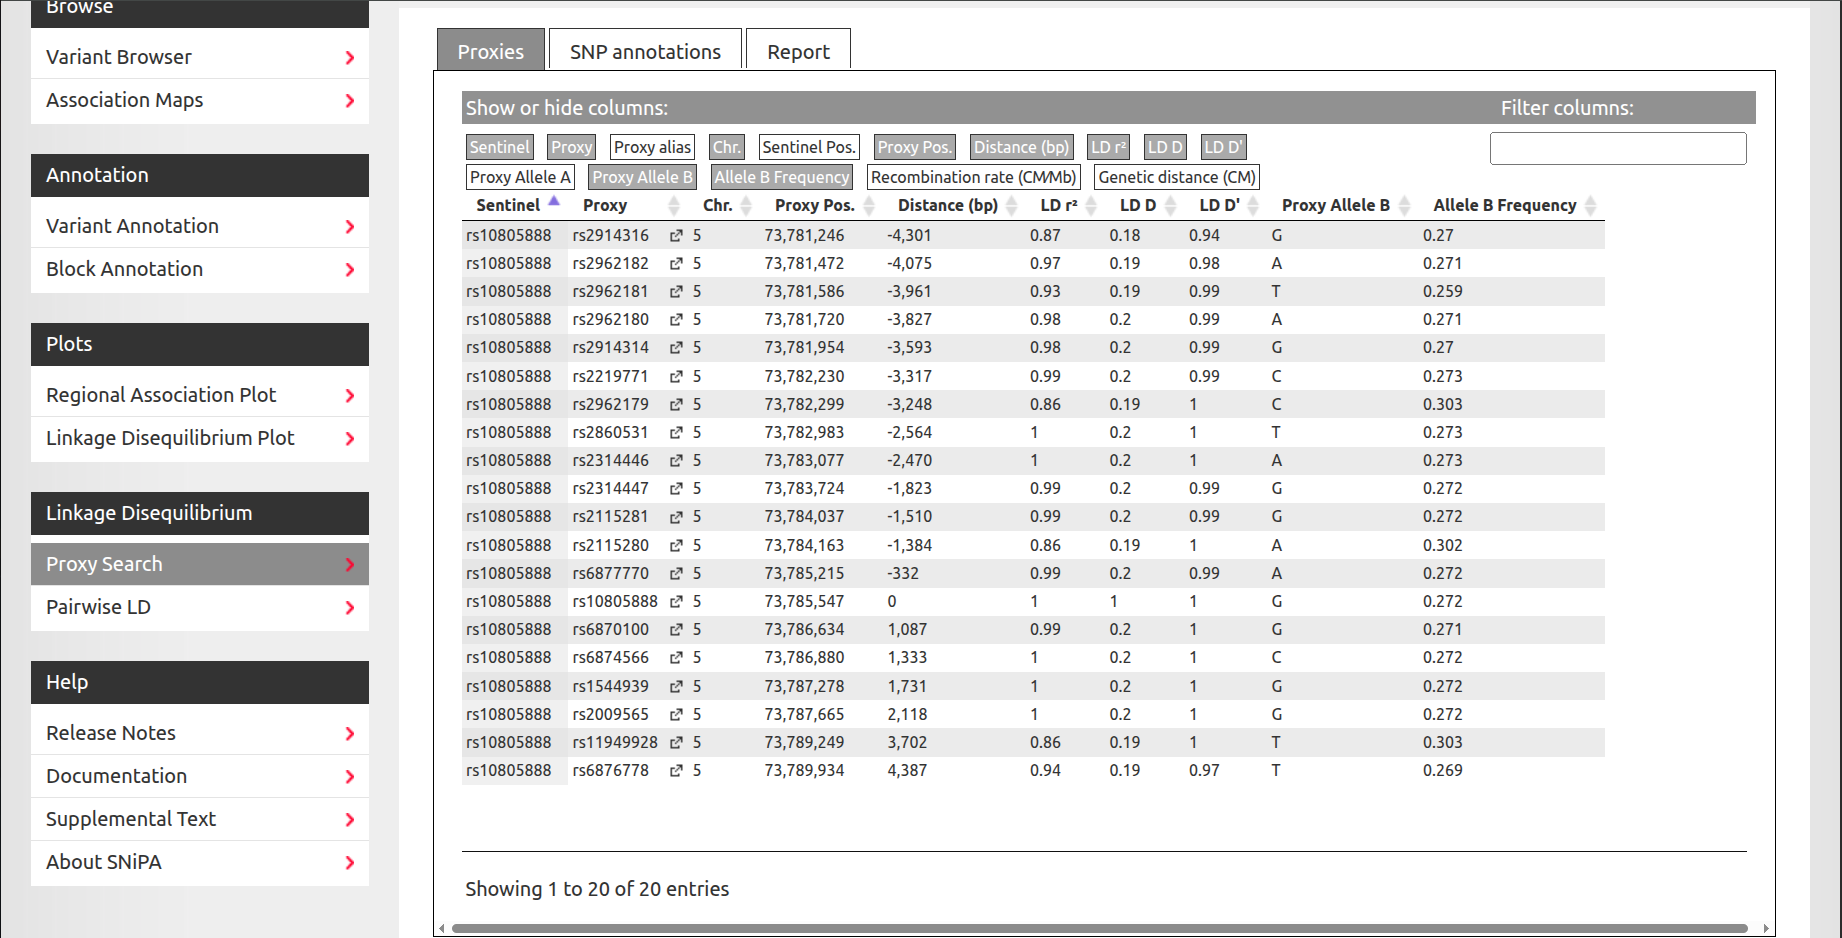 Browse
Variant Browser
Association Maps
Annotation
Variant Annotation
Block Annotation
Plots
Regional Association Plot
Linkage Disequilibrium Plot
Linkage Disequilibrium
Proxy Search
Pairwise LD
Help
Release Notes
Documentation
Supplemental Text
About SNiPA
Proxies SNP annotations Report
Show or hide columns: Filter columns:
Sentinel Proxy Proxy alias Chr. Sentinel Pos. Proxy Pos. Distance (bp) LD r² LD D LD D'
Proxy Allele A Proxy Allele B Allele B Frequency Recombination rate (CM/Mb) Genetic distance (CM)
Sentinel Proxy Chr. Proxy Pos. Distance (bp) LD r² LD D LD D' Proxy Allele B Allele B Frequency
rs10805888 rs2914316 5 73,781,246 -4,301 0.87 0.18 0.94 G 0.27
rs10805888 rs2962182 5 73,781,472 -4,075 0.97 0.19 0.98 A 0.271
rs10805888 rs2962181 5 73,781,586 -3,961 0.93 0.19 0.99 T 0.259
rs10805888 rs2962180 5 73,781,720 -3,827 0.98 0.2 0.99 A 0.271
rs10805888 rs2914314 5 73,781,954 -3,593 0.98 0.2 0.99 G 0.27
rs10805888 rs2219771 5 73,782,230 -3,317 0.99 0.2 0.99 C 0.273
rs10805888 rs2962179 5 73,782,299 -3,248 0.86 0.19 1 C 0.303
rs10805888 rs2860531 5 73,782,983 -2,564 1 0.2 1 T 0.273
rs10805888 rs2314446 5 73,783,077 -2,470 1 0.2 1 A 0.273
rs10805888 rs2314447 5 73,783,724 -1,823 0.99 0.2 0.99 G 0.272
rs10805888 rs2115281 5 73,784,037 -1,510 0.99 0.2 0.99 G 0.272
rs10805888 rs2115280 5 73,784,163 -1,384 0.86 0.19 1 A 0.302
rs10805888 rs6877770 5 73,785,215 -332 0.99 0.2 0.99 A 0.272
rs10805888 rs10805888 5 73,785,547 0 1 1 1 G 0.272
rs10805888 rs6870100 5 73,786,634 1,087 0.99 0.2 1 G 0.271
rs10805888 rs6874566 5 73,786,880 1,333 1 0.2 1 C 0.272
rs10805888 rs1544939 5 73,787,278 1,731 1 0.2 1 G 0.272
rs10805888 rs2009565 5 73,787,665 2,118 1 0.2 1 G 0.272
rs10805888 rs11949928 5 73,789,249 3,702 0.86 0.19 1 T 0.303
rs10805888 rs6876778 5 73,789,934 4,387 0.94 0.19 0.97 T 0.269
Showing 1 to 20 of 20 entries